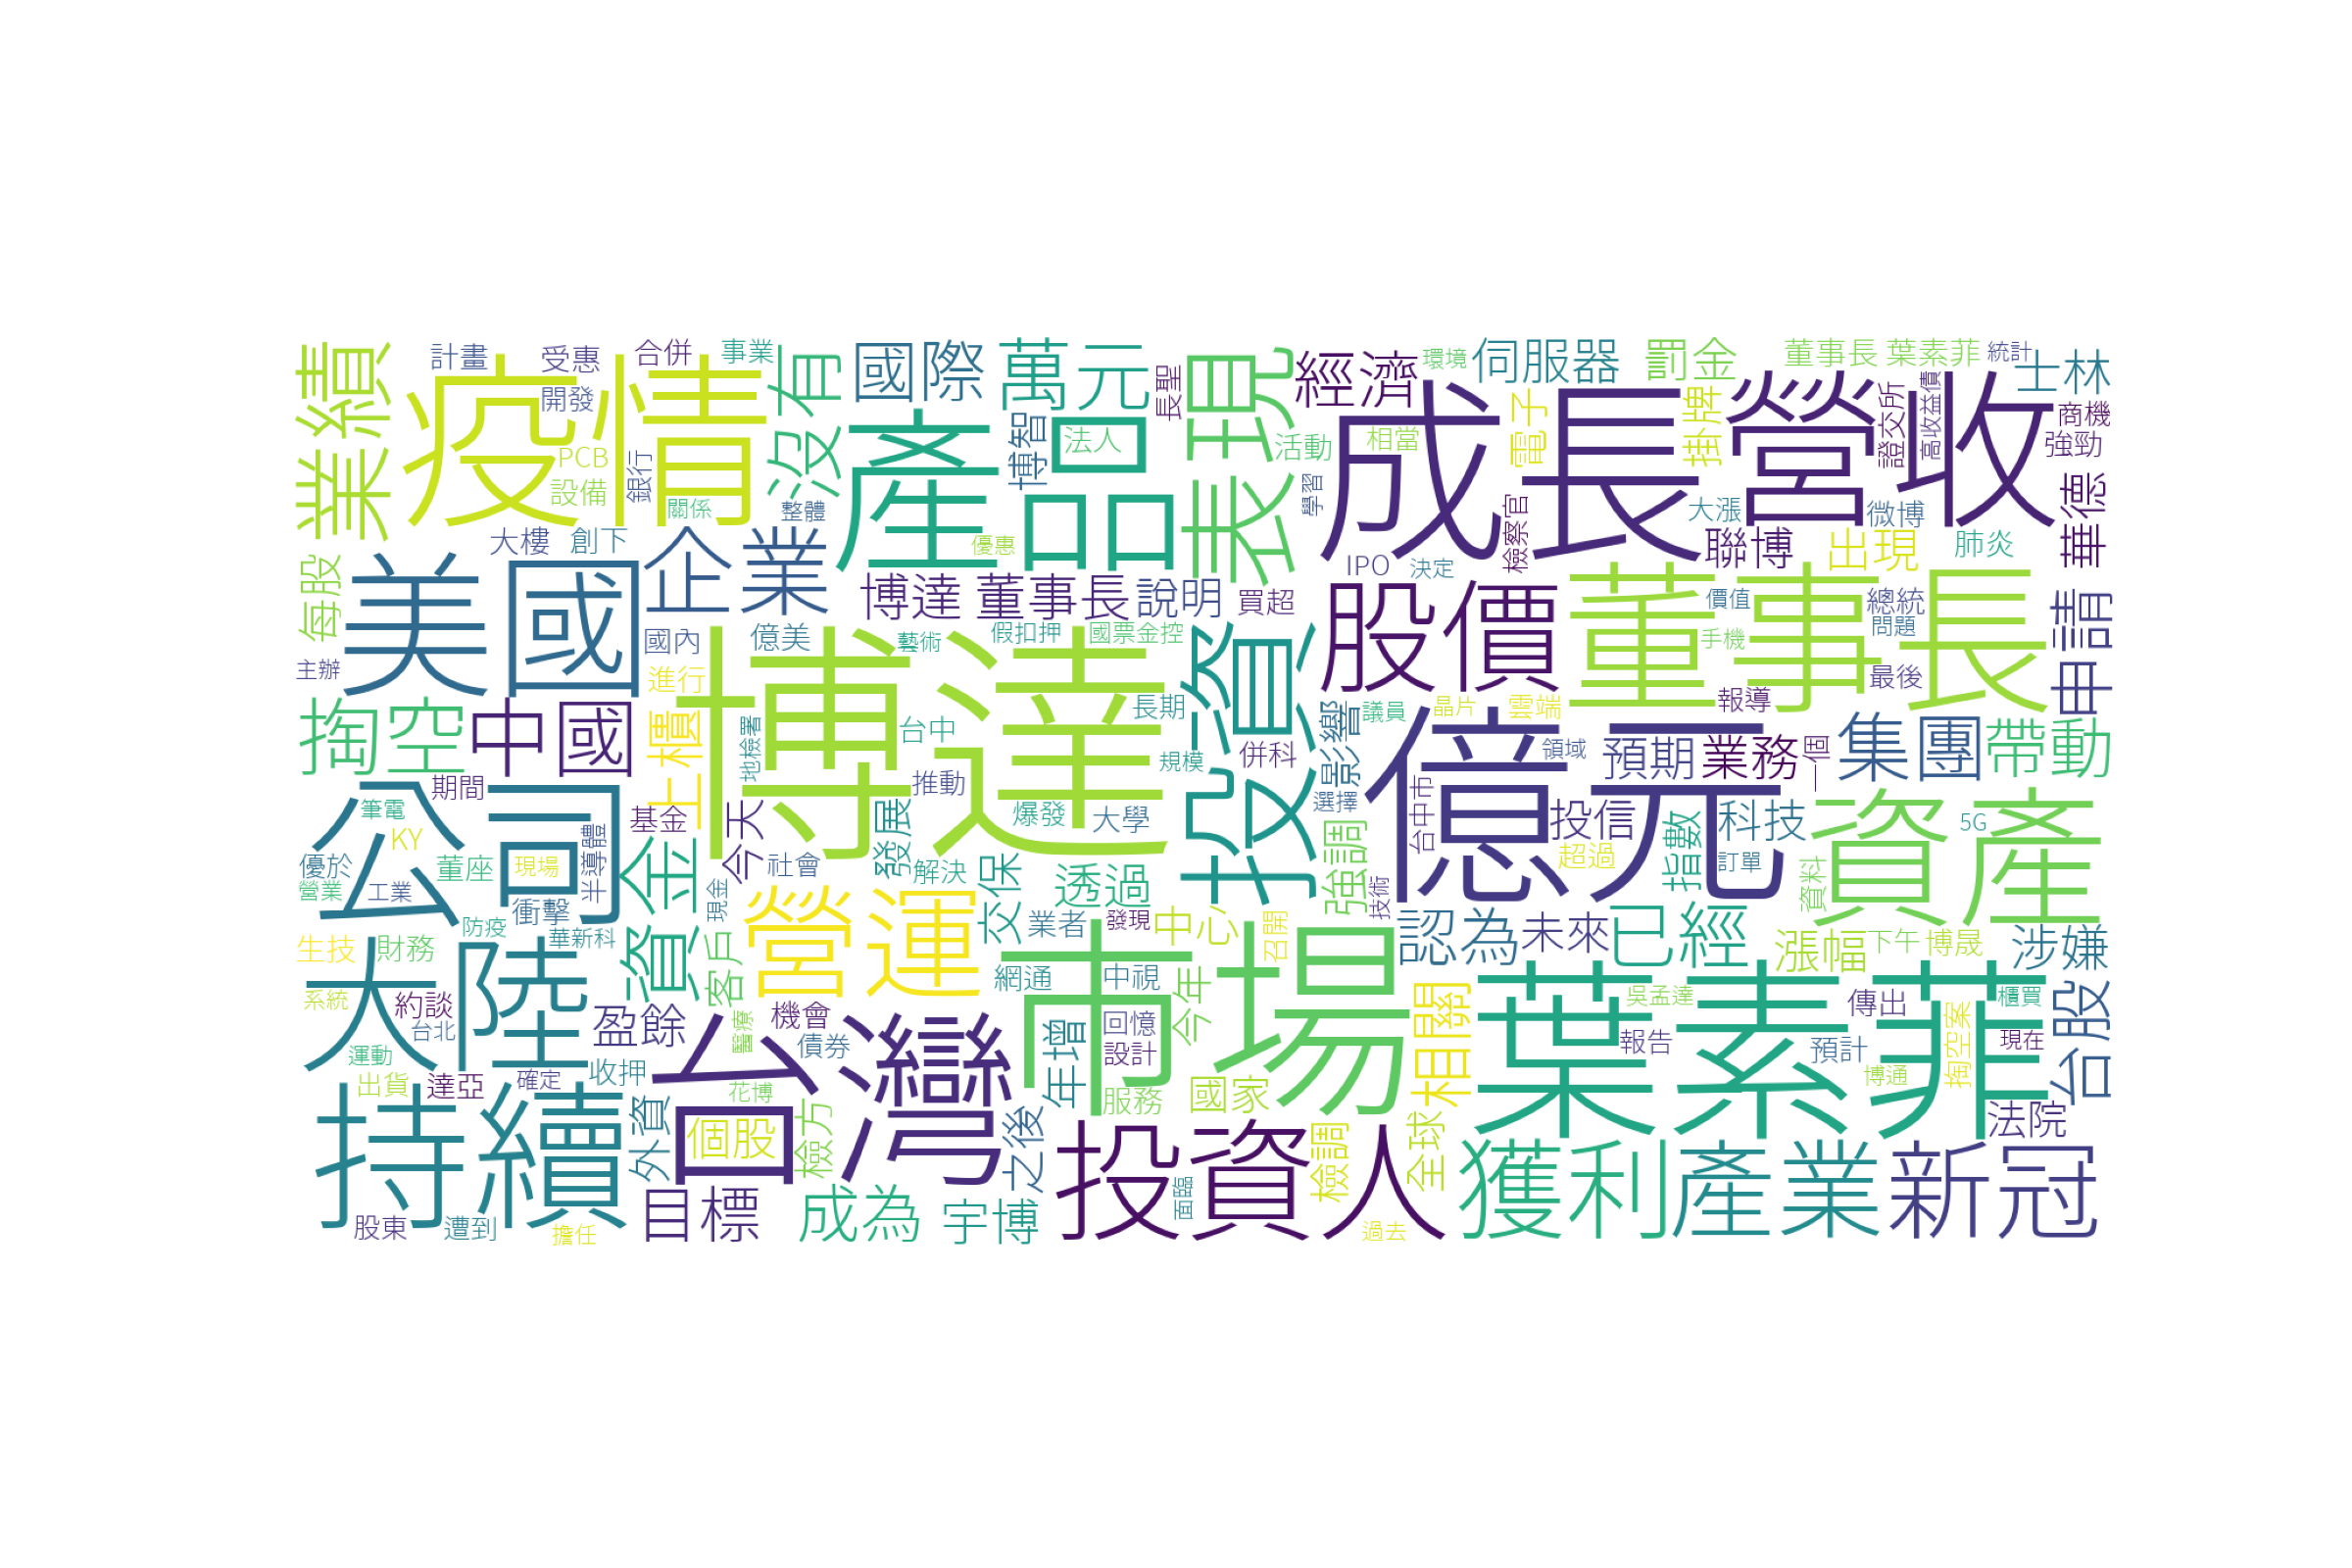 業績
計畫
受惠
合併
事業
疫情
開發
PCB
設備
銀行
關係
沒有
整體
國際
萬元
產品
博智
法人
優惠
表現
長聖
經濟
環境
伺服器
罰金
董事長 葉素菲
統計
士林
活動
相當
電子
掛牌
證交所
高收益債
商機
強勁
學習
成長
營收
檢察官
大漲
微博
華德
聯博
出現
肺炎
每股
大樓
創下
企業
美國
博達 董事長
說明
買超
IPO
決定
股價
董事長
價值
總統
問題
手機
申請
主辦
國內
億美
藝術
假扣押
國票金控
進行
博達
長期
投資
最後
報導
掏空
中國
上櫃
地檢署
台中
規模
併科
影響
議員
晶片
雲端
領域
億元
預期
業務
一個
集團
帶動
期間
筆電
公司
KY
優於
董座
現場
半導體
營業
工業
衝擊
防疫
華新科
基金
今天
推動
爆發
大學
社會
發展
解決
選擇
台中市
投信
科技
指數
訂單
資產
5G
超過
強調
技術
資料
資金
現金
客戶
營運
交保
透過
業者
發現
中心
召開
認為
未來
已經
漲幅
下午
博晟
涉嫌
生技
財務
大陸
系統
約談
台北
運動
出貨
達亞
確定
收押
盈餘
機會
醫療
債券
台灣
網通
中視
今年
市場
回憶
設計
年增
服務
國家
相關
葉素菲
吳孟達
報告
傳出
預計
博通
掏空案
櫃買
現在
台股
法院
持續
外資
花博
個股
檢方
之後
投資人
檢調
全球
獲利
產業
新冠
股東
遭到
擔任
目標
成為
宇博
面臨
過去